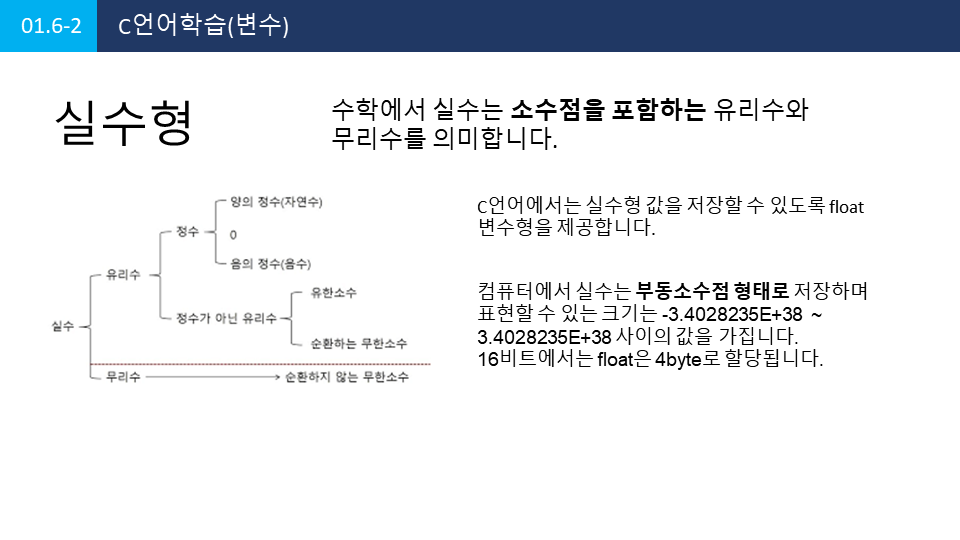 01.6-2
C언어학습(변수)
실수형
수학에서 실수는 소수점을 포함하는 유리수와
무리수를 의미합니다.
양의 정수(자연수)
정수
0
음의 정수(음수)
유리수
유한소수
정수가 아닌 유리수
순환하는 무한소수
실수
무리수
순환하지 않는 무한소수
C언어에서는 실수형 값을 저장할 수 있도록 float
변수형을 제공합니다.
컴퓨터에서 실수는 부동소수점 형태로 저장하며
표현할 수 있는 크기는 -3.4028235E+38 ~
3.4028235E+38 사이의 값을 가집니다.
16비트에서는 float은 4byte로 할당됩니다.